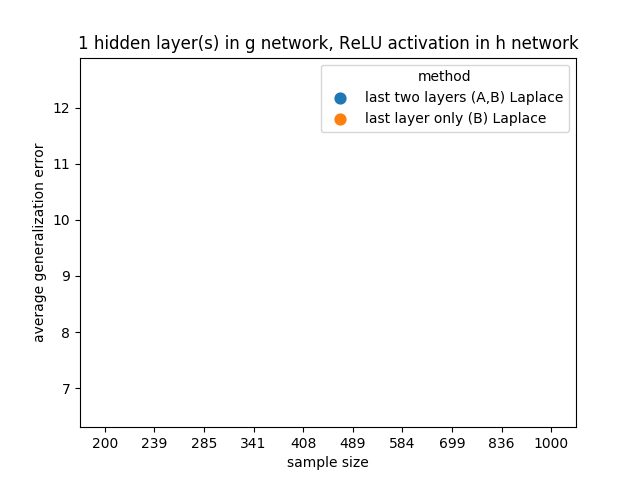 1 hidden layer(s) in g network, ReLU activation in h network
method
last two layers (A,B) Laplace
last layer only (B) Laplace
average generalization error
12
11
10
9
8
7
200 239 285 341 408 489 584 699 836 1000
sample size